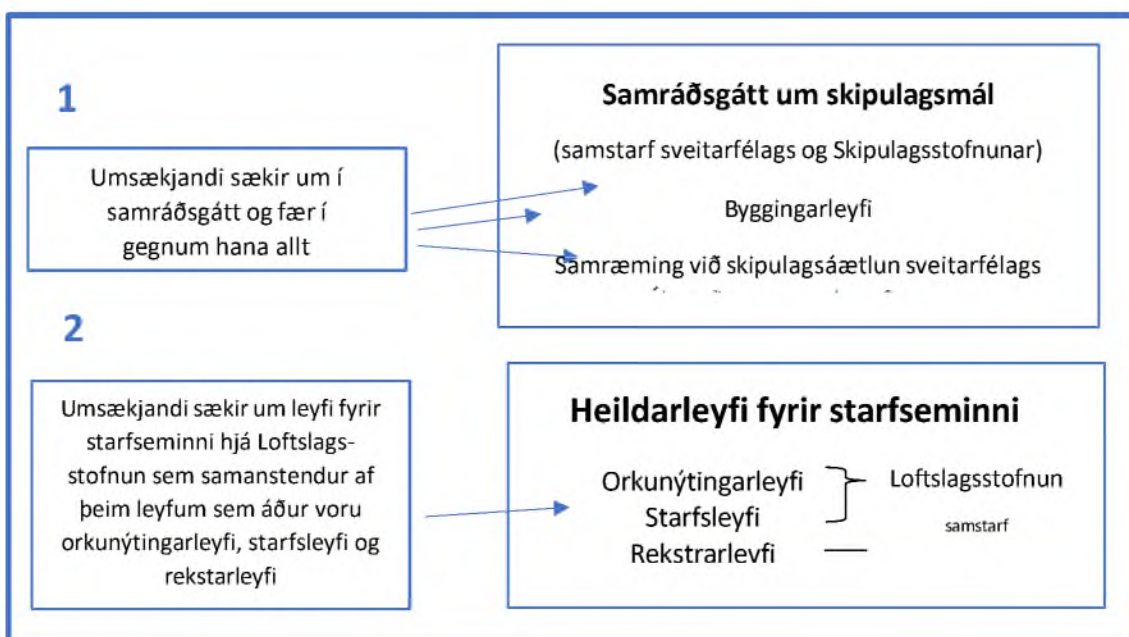 1
Umsækjandi sækir um í
samráðsgátt og fær í
gegnum hana allt
Samráðsgátt um skipulagsmál
(samstarf sveitarfélags og Skipulagsstofnunar)
Byggingarleyfi
Samræming við skipulagsáætlun sveitarfélags
2
Umsækjandi sækir um leyfi fyrir
starfseminni hjá Loftslags-
stofnun sem samanstendur af
þeim leyfum sem áður voru
orkunýtingarleyfi, starfsleyfi og
rekstarleyfi
Heildarleyfi fyrir starfseminni
Orkunýtingarleyfi
Starfsleyfi
Rekstrarleyfi
Loftslagsstofnun
samstarf